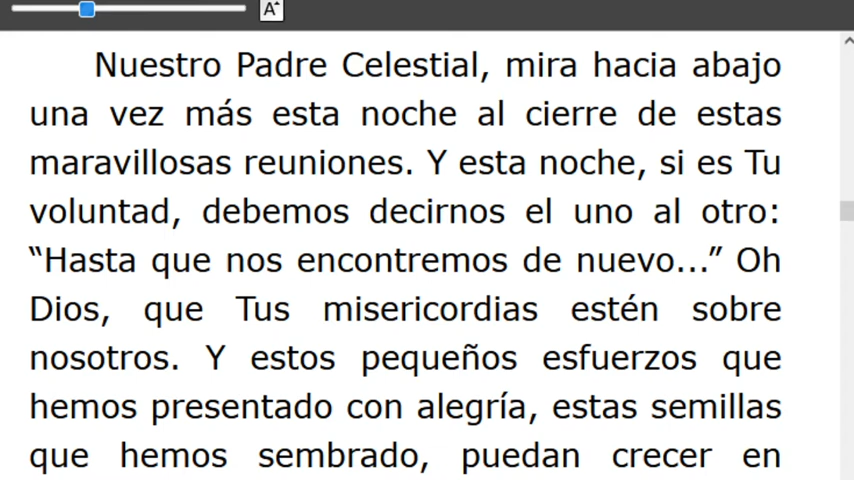 A
Nuestro Padre Celestial, mira hacia abajo
una vez más esta noche al cierre de estas
maravillosas reuniones. Y esta noche, si es Tu
voluntad, debemos decirnos el uno al otro:
“Hasta que nos encontremos de nuevo...” Oh
Dios, que Tus misericordias estén sobre
nosotros. Y estos pequeños esfuerzos que
hemos presentado con alegría, estas semillas
que hemos sembrado, puedan crecer en